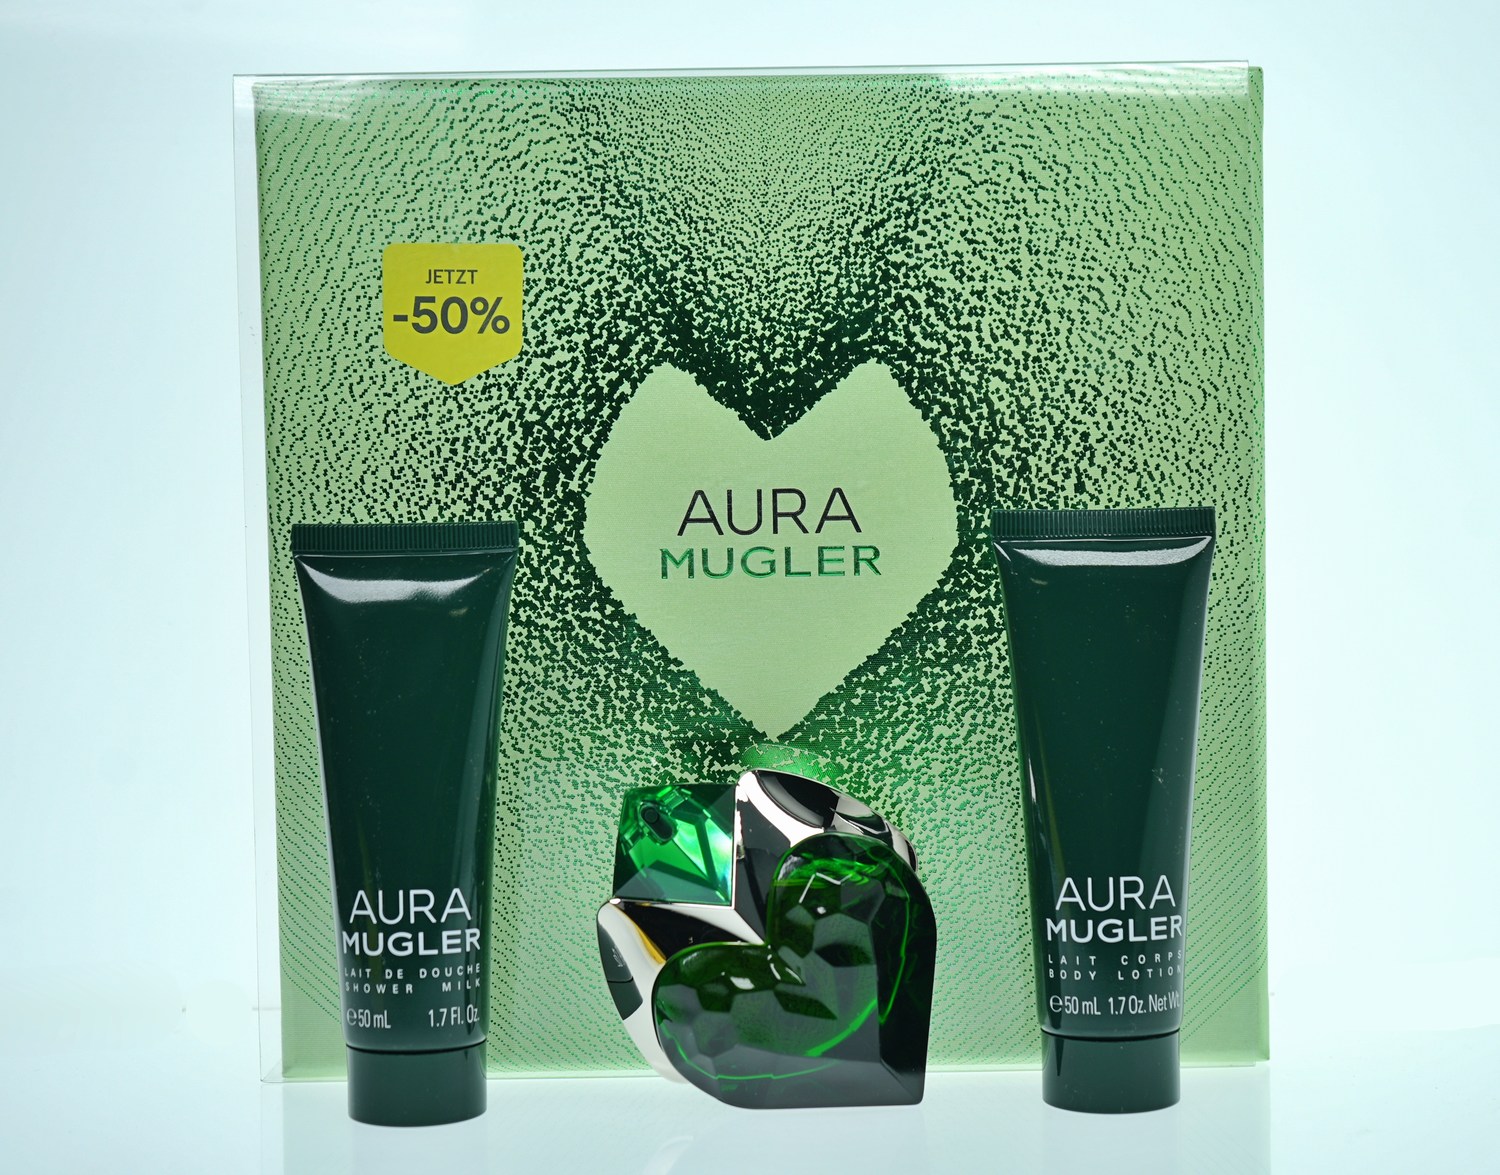 JETZT
-50%
AURA
MUGLER
AURA
MUGLER
LAIT DE DOUCHE
SHOWER MILK
℮50 mL 1.7 Fl. Oz.
AURA
MUGLER
LAIT CORPS
BODY LOTION
℮50 mL 1.7 Oz. Net Wt.